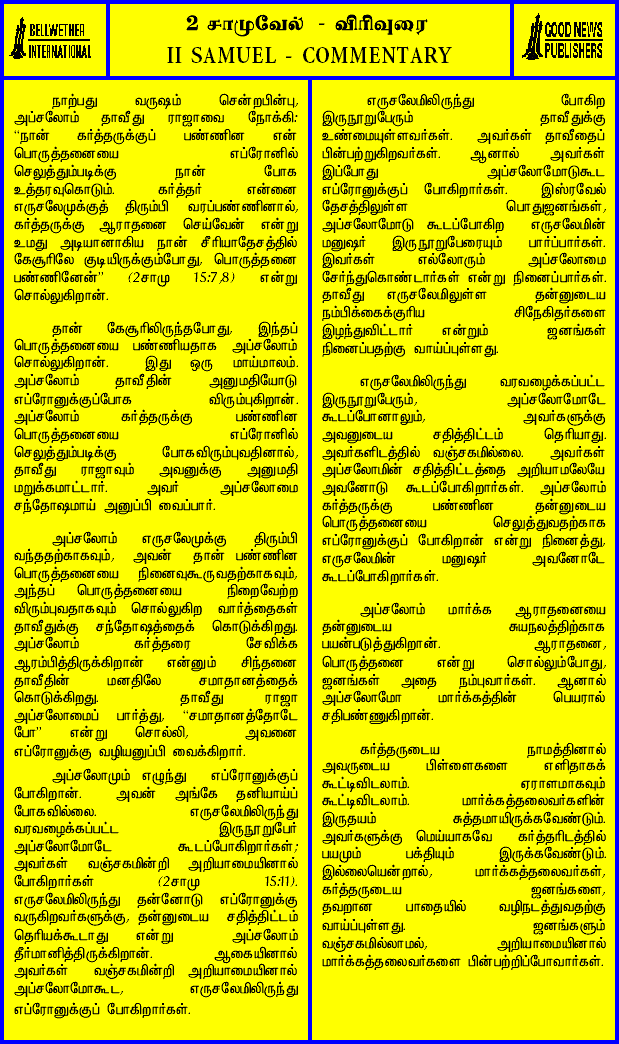 BELLWETHER
INTERNATIONAL
2 சாமுவேல் - விரிவுரை
II SAMUEL - COMMENTARY
GOOD NEWS
PUBLISHERS
நாற்பது வருஷம் சென்றபின்பு,
அப்சலோம் தாவீது ராஜாவை நோக்கி:
“நான் கர்த்தருக்குப் பண்ணின என்
பொருத்தனையை எப்ரோனில்
செலுத்தும்படிக்கு நான் போக
உத்தரவுகொடும். கர்த்தர் என்னை
எருசலேமுக்குத் திரும்பி வரப்பண்ணினால்,
கர்த்தருக்கு ஆராதனை செய்வேன் என்று
உமது அடியானாகிய நான் சீரியாதேசத்தில்
கேசூரிலே குடியிருக்கும்போது, பொருத்தனை
பண்ணினேன்” (2சாமு 15:7,8) என்று
சொல்லுகிறான்.
தான் கேசூரிலிருந்தபோது, இந்தப்
பொருத்தனையை பண்ணியதாக அப்சலோம்
சொல்லுகிறான். இது ஒரு மாய்மாலம்.
அப்சலோம் தாவீதின் அனுமதியோடு
எப்ரோனுக்குப்போக விரும்புகிறான்.
அப்சலோம் கர்த்தருக்கு பண்ணின
பொருத்தனையை எப்ரோனில்
செலுத்தும்படிக்கு போகவிரும்புவதினால்,
தாவீது ராஜாவும் அவனுக்கு அனுமதி
மறுக்கமாட்டார். அவர் அப்சலோமை
சந்தோஷமாய் அனுப்பி வைப்பார்.
அப்சலோம் எருசலேமுக்கு திரும்பி
வந்ததற்காகவும், அவன் தான் பண்ணின
பொருத்தனையை நினைவுகூருவதற்காகவும்,
அந்தப் பொருத்தனையை நிறைவேற்ற
விரும்புவதாகவும் சொல்லுகிற வார்த்தைகள்
தாவீதுக்கு சந்தோஷத்தைக் கொடுக்கிறது.
அப்சலோம் கர்த்தரை சேவிக்க
ஆரம்பித்திருக்கிறான் என்னும் சிந்தனை
தாவீதின் மனதிலே சமாதானத்தைக்
கொடுக்கிறது. தாவீது ராஜா
அப்சலோமைப் பார்த்து, “சமாதானத்தோடே
போ” என்று சொல்லி, அவனை
எப்ரோனுக்கு வழியனுப்பி வைக்கிறார்.
அப்சலோமும் எழுந்து எப்ரோனுக்குப்
போகிறான். அவன் அங்கே தனியாய்ப்
போகவில்லை. எருசலேமிலிருந்து
வரவழைக்கப்பட்ட இருநூறுபேர்
அப்சலோமோடே கூடப்போகிறார்கள்;
அவர்கள் வஞ்சகமின்றி அறியாமையினால்
போகிறார்கள் (2சாமு 15:11).
எருசலேமிலிருந்து தன்னோடு எப்ரோனுக்கு
வருகிறவர்களுக்கு, தன்னுடைய சதித்திட்டம்
தெரியக்கூடாது என்று அப்சலோம்
தீர்மானித்திருக்கிறான். ஆகையினால்
அவர்கள் வஞ்சகமின்றி அறியாமையினால்
அப்சலோமோகூட, எருசலேமிலிருந்து
எப்ரோனுக்குப் போகிறார்கள்.
எருசலேமிலிருந்து போகிற
இருநூறுபேரும் தாவீதுக்கு
உண்மையுள்ளவர்கள். அவர்கள் தாவீதைப்
பின்பற்றுகிறவர்கள். ஆனால் அவர்கள்
இப்போது அப்சலோமோடுகூட
எப்ரோனுக்குப் போகிறார்கள். இஸ்ரவேல்
தேசத்திலுள்ள பொதுஜனங்கள்,
அப்சலோமோடு கூடப்போகிற எருசலேமின்
மனுஷர் இருநூறுபேரையும் பார்ப்பார்கள்.
இவர்கள் எல்லோரும் அப்சலோமை
சேர்ந்துகொண்டார்கள் என்று நினைப்பார்கள்.
தாவீது எருசலேமிலுள்ள தன்னுடைய
நம்பிக்கைக்குரிய சிநேகிதர்களை
இழந்துவிட்டார் என்றும் ஜனங்கள்
நினைப்பதற்கு வாய்ப்புள்ளது.
எருசலேமிலிருந்து வரவழைக்கப்பட்ட
இருநூறுபேரும், அப்சலோமோடே
கூடப்போனாலும், அவர்களுக்கு
அவனுடைய சதித்திட்டம் தெரியாது.
அவர்களிடத்தில் வஞ்சகமில்லை. அவர்கள்
அப்சலோமின் சதித்திட்டத்தை அறியாமலேயே
அவனோடு கூடப்போகிறார்கள். அப்சலோம்
கர்த்தருக்கு பண்ணின தன்னுடைய
பொருத்தனையை செலுத்துவதற்காக
எப்ரோனுக்குப் போகிறான் என்று நினைத்து,
எருசலேமின் மனுஷர் அவனோடே
கூடப்போகிறார்கள்.
அப்சலோம் மார்க்க ஆராதனையை
தன்னுடைய சுயநலத்திற்காக
பயன்படுத்துகிறான். ஆராதனை,
பொருத்தனை என்று சொல்லும்போது,
ஜனங்கள் அதை நம்புவார்கள். ஆனால்
அப்சலோமோ மார்க்கத்தின் பெயரால்
சதிபண்ணுகிறான்.
கர்த்தருடைய நாமத்தினால்
அவருடைய பிள்ளைகளை எளிதாகக்
கூட்டிவிடலாம். ஏராளமாகவும்
கூட்டிவிடலாம். மார்க்கத்தலைவர்களின்
இருதயம் சுத்தமாயிருக்கவேண்டும்.
அவர்களுக்கு மெய்யாகவே கர்த்தரிடத்தில்
பயமும் பக்தியும் இருக்கவேண்டும்.
இல்லையென்றால், மார்க்கத்தலைவர்கள்,
கர்த்தருடைய ஜனங்களை,
தவறான பாதையில் வழிநடத்துவதற்கு
வாய்ப்புள்ளது. ஜனங்களும்
வஞ்சகமில்லாமல், அறியாமையினால்
மார்க்கத்தலைவர்களை பின்பற்றிப்போவார்கள்.